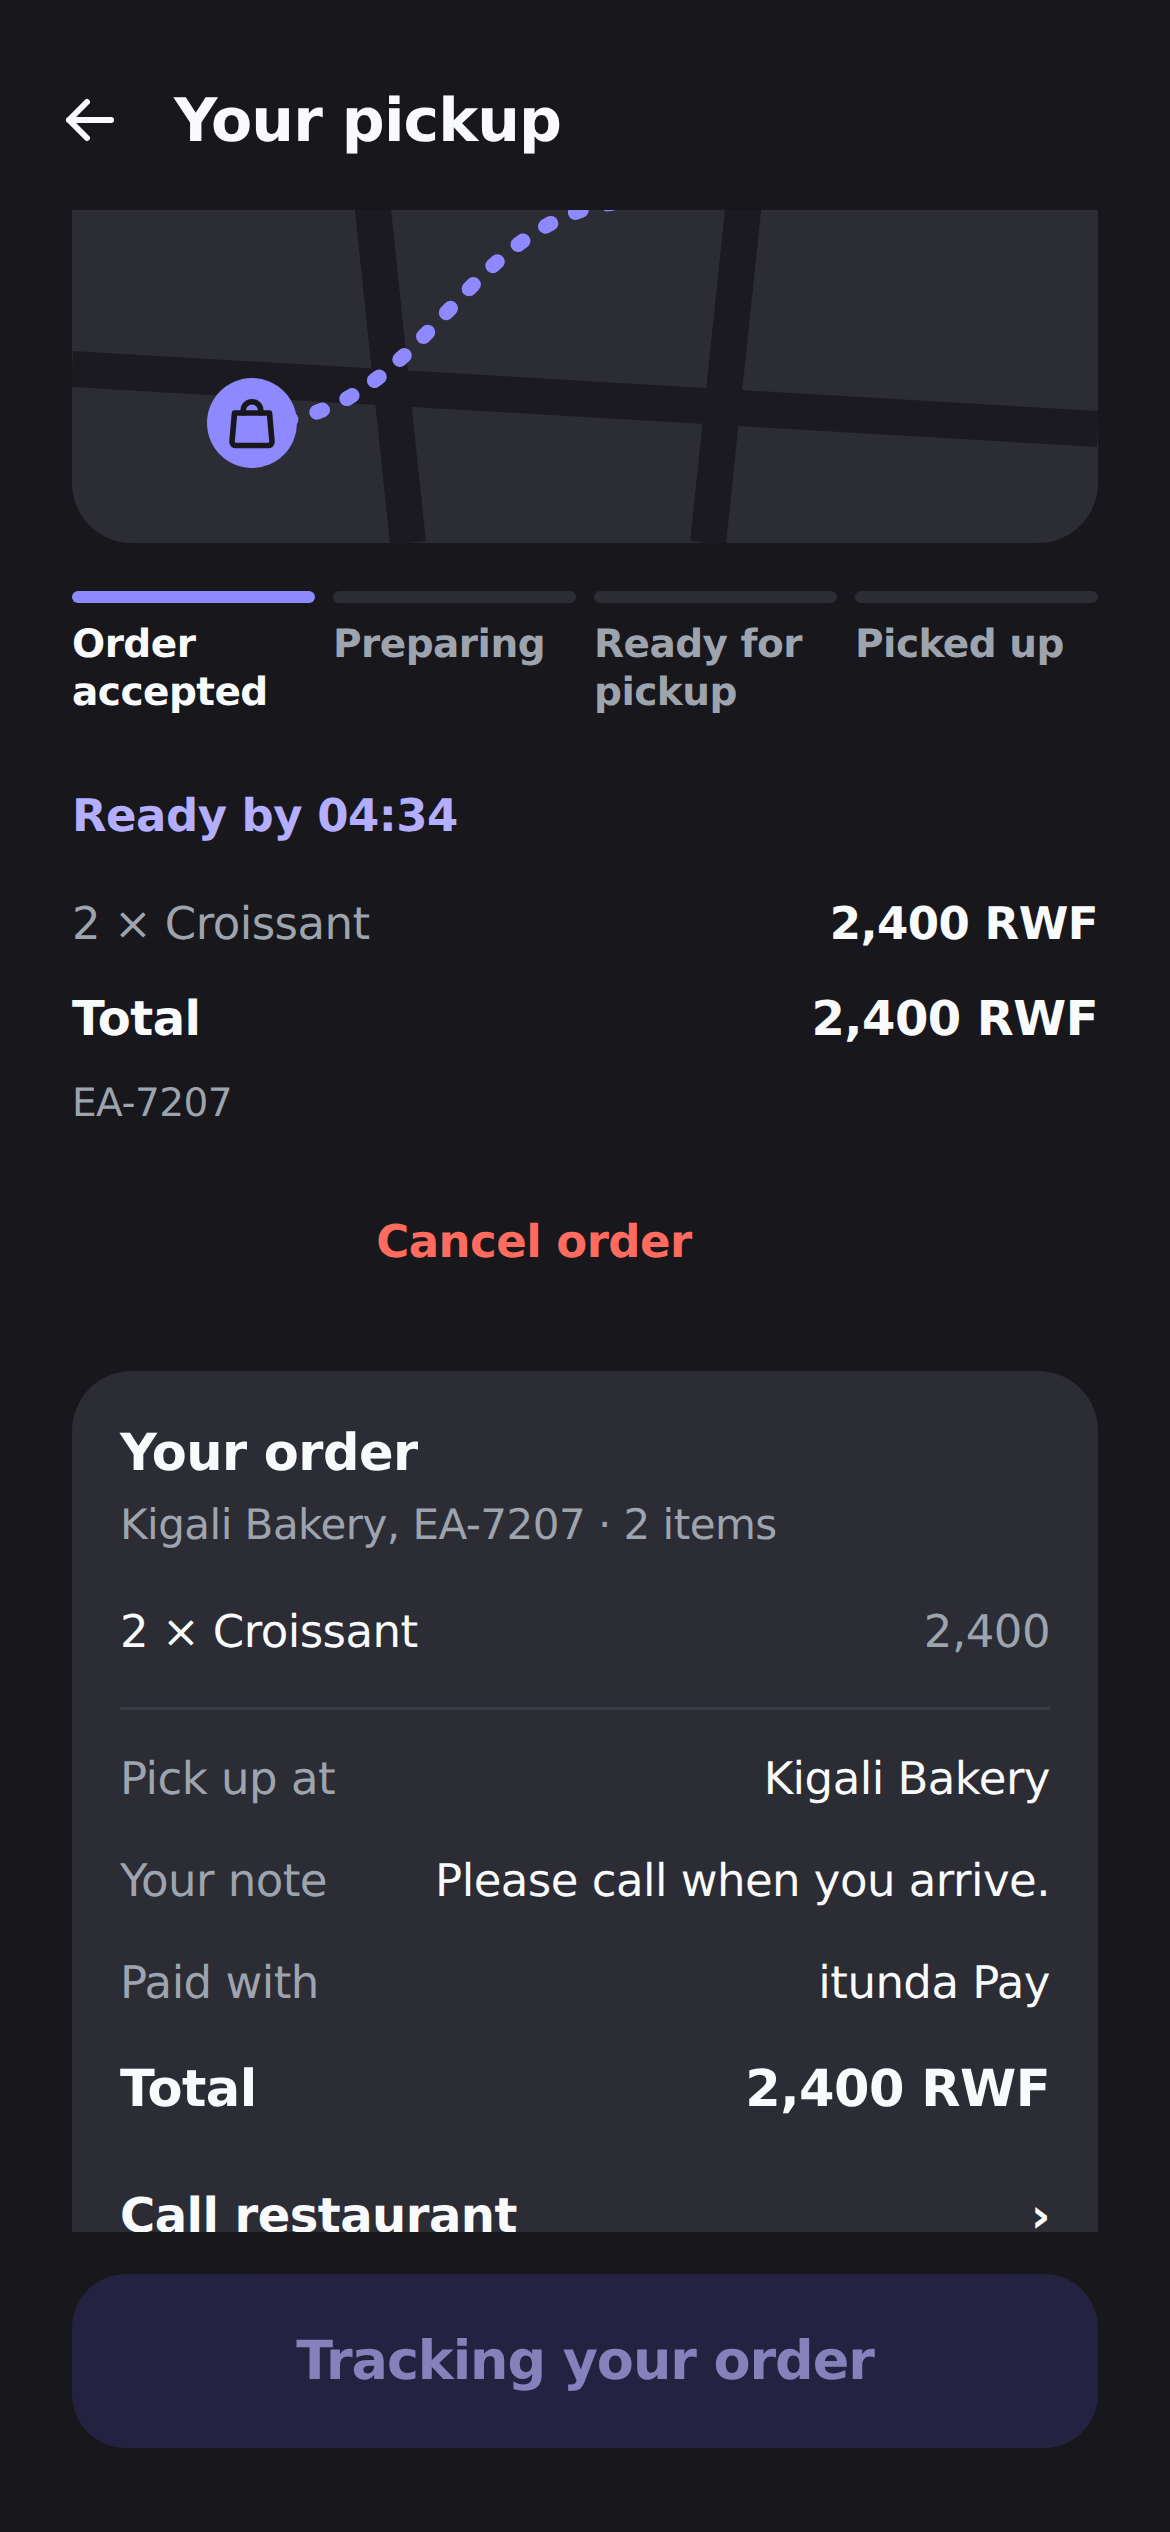 Your pickup
Order accepted
Preparing
Ready for pickup
Picked up
Ready by 04:34
2 × Croissant 2,400 RWF
Total 2,400 RWF
EA-7207
Cancel order
Your order
Kigali Bakery, EA-7207 · 2 items
2 × Croissant 2,400
Pick up at Kigali Bakery
Your note Please call when you arrive.
Paid with itunda Pay
Total 2,400 RWF
Call restaurant ›
Tracking your order